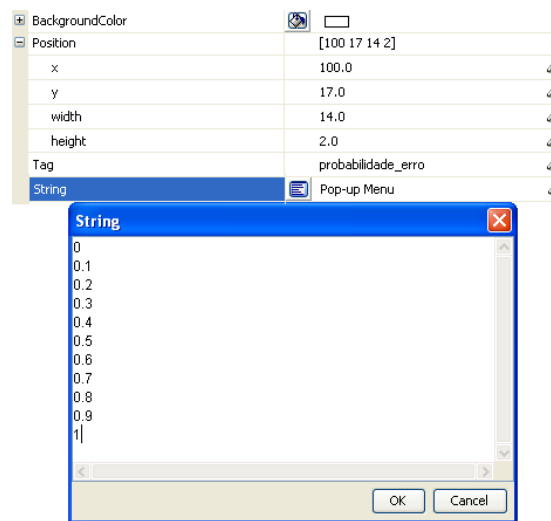 BackgroundColor
Position [100 17 14 2]
x 100.0
y 17.0
width 14.0
height 2.0
Tag probabilidade_erro
String Pop-up Menu
String
0
0.1
0.2
0.3
0.4
0.5
0.6
0.7
0.8
0.9
1
OK Cancel